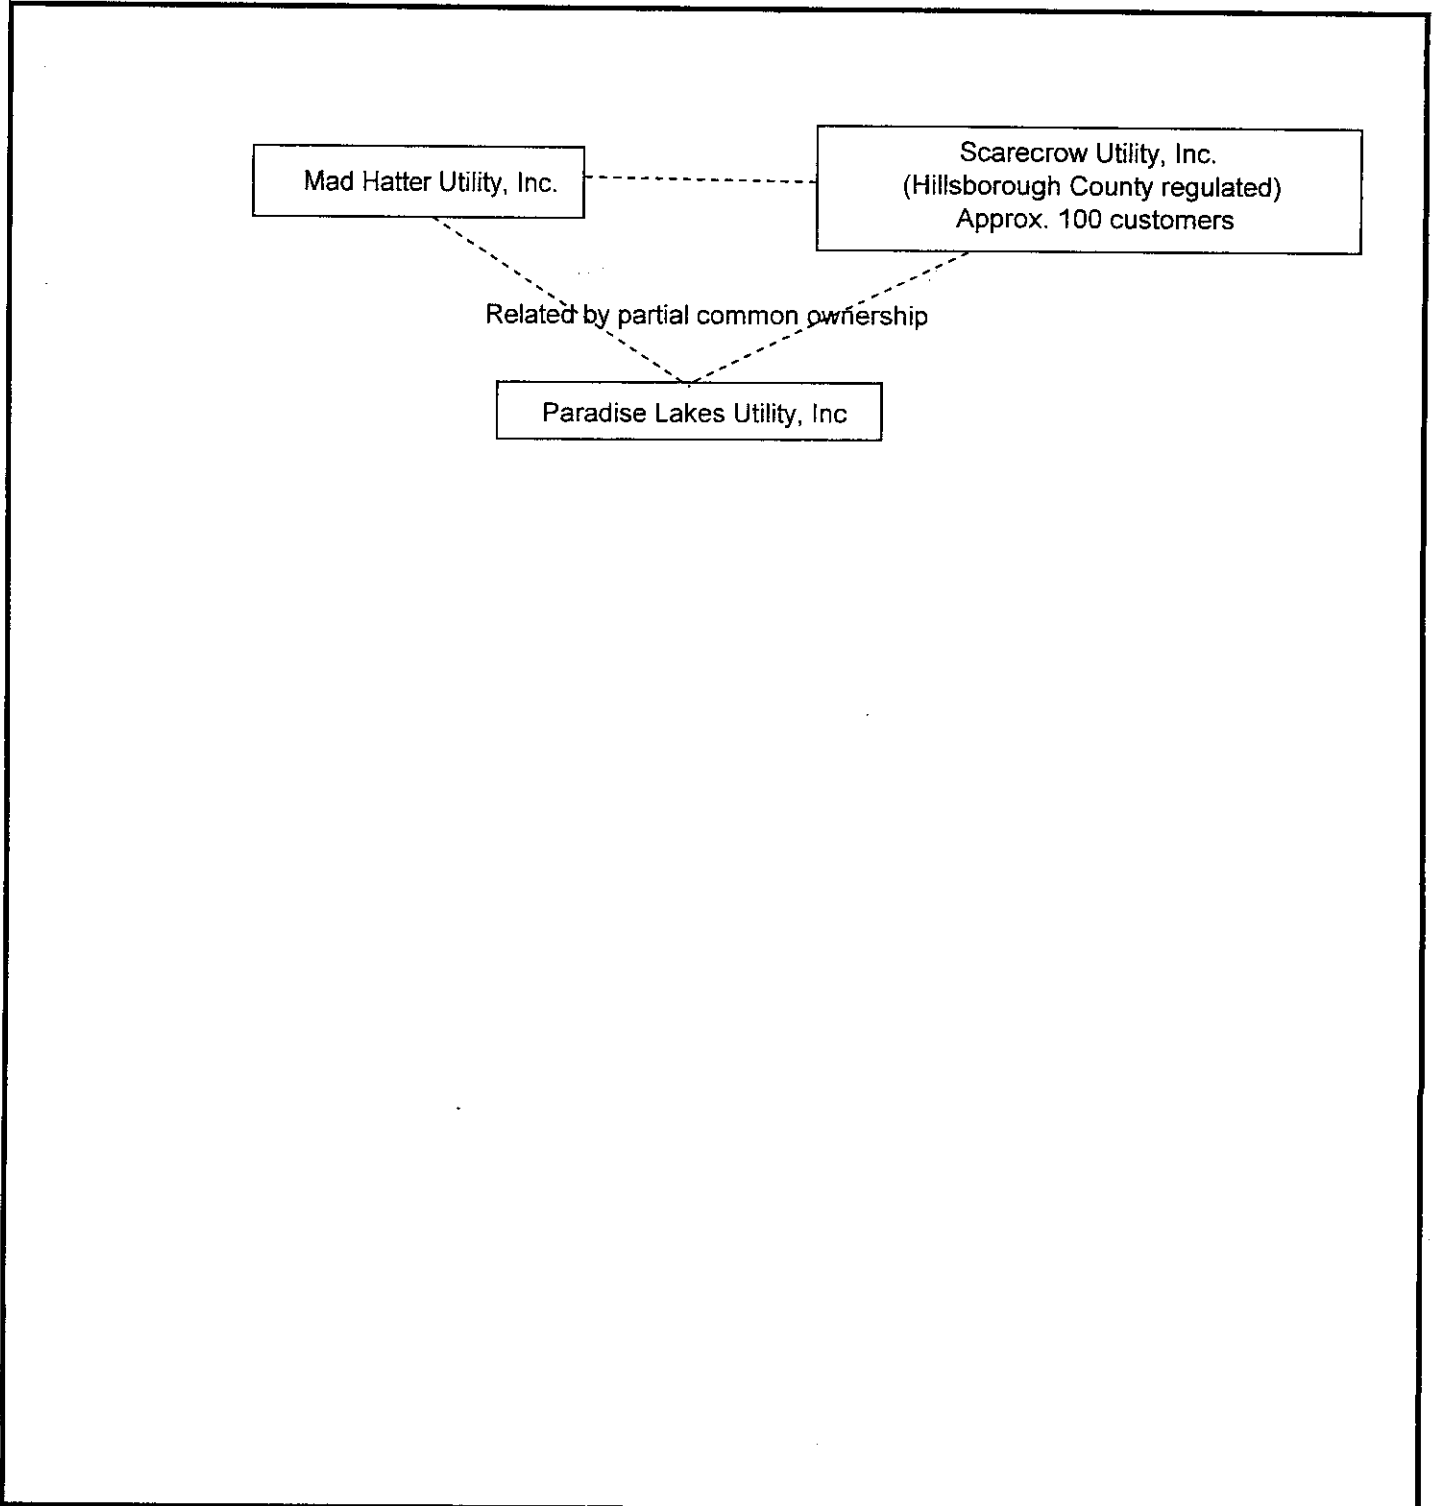 Mad Hatter Utility, Inc.
Scarecrow Utility, Inc.
(Hillsborough County regulated)
Approx. 100 customers
Related by partial common ownership
Paradise Lakes Utility, Inc